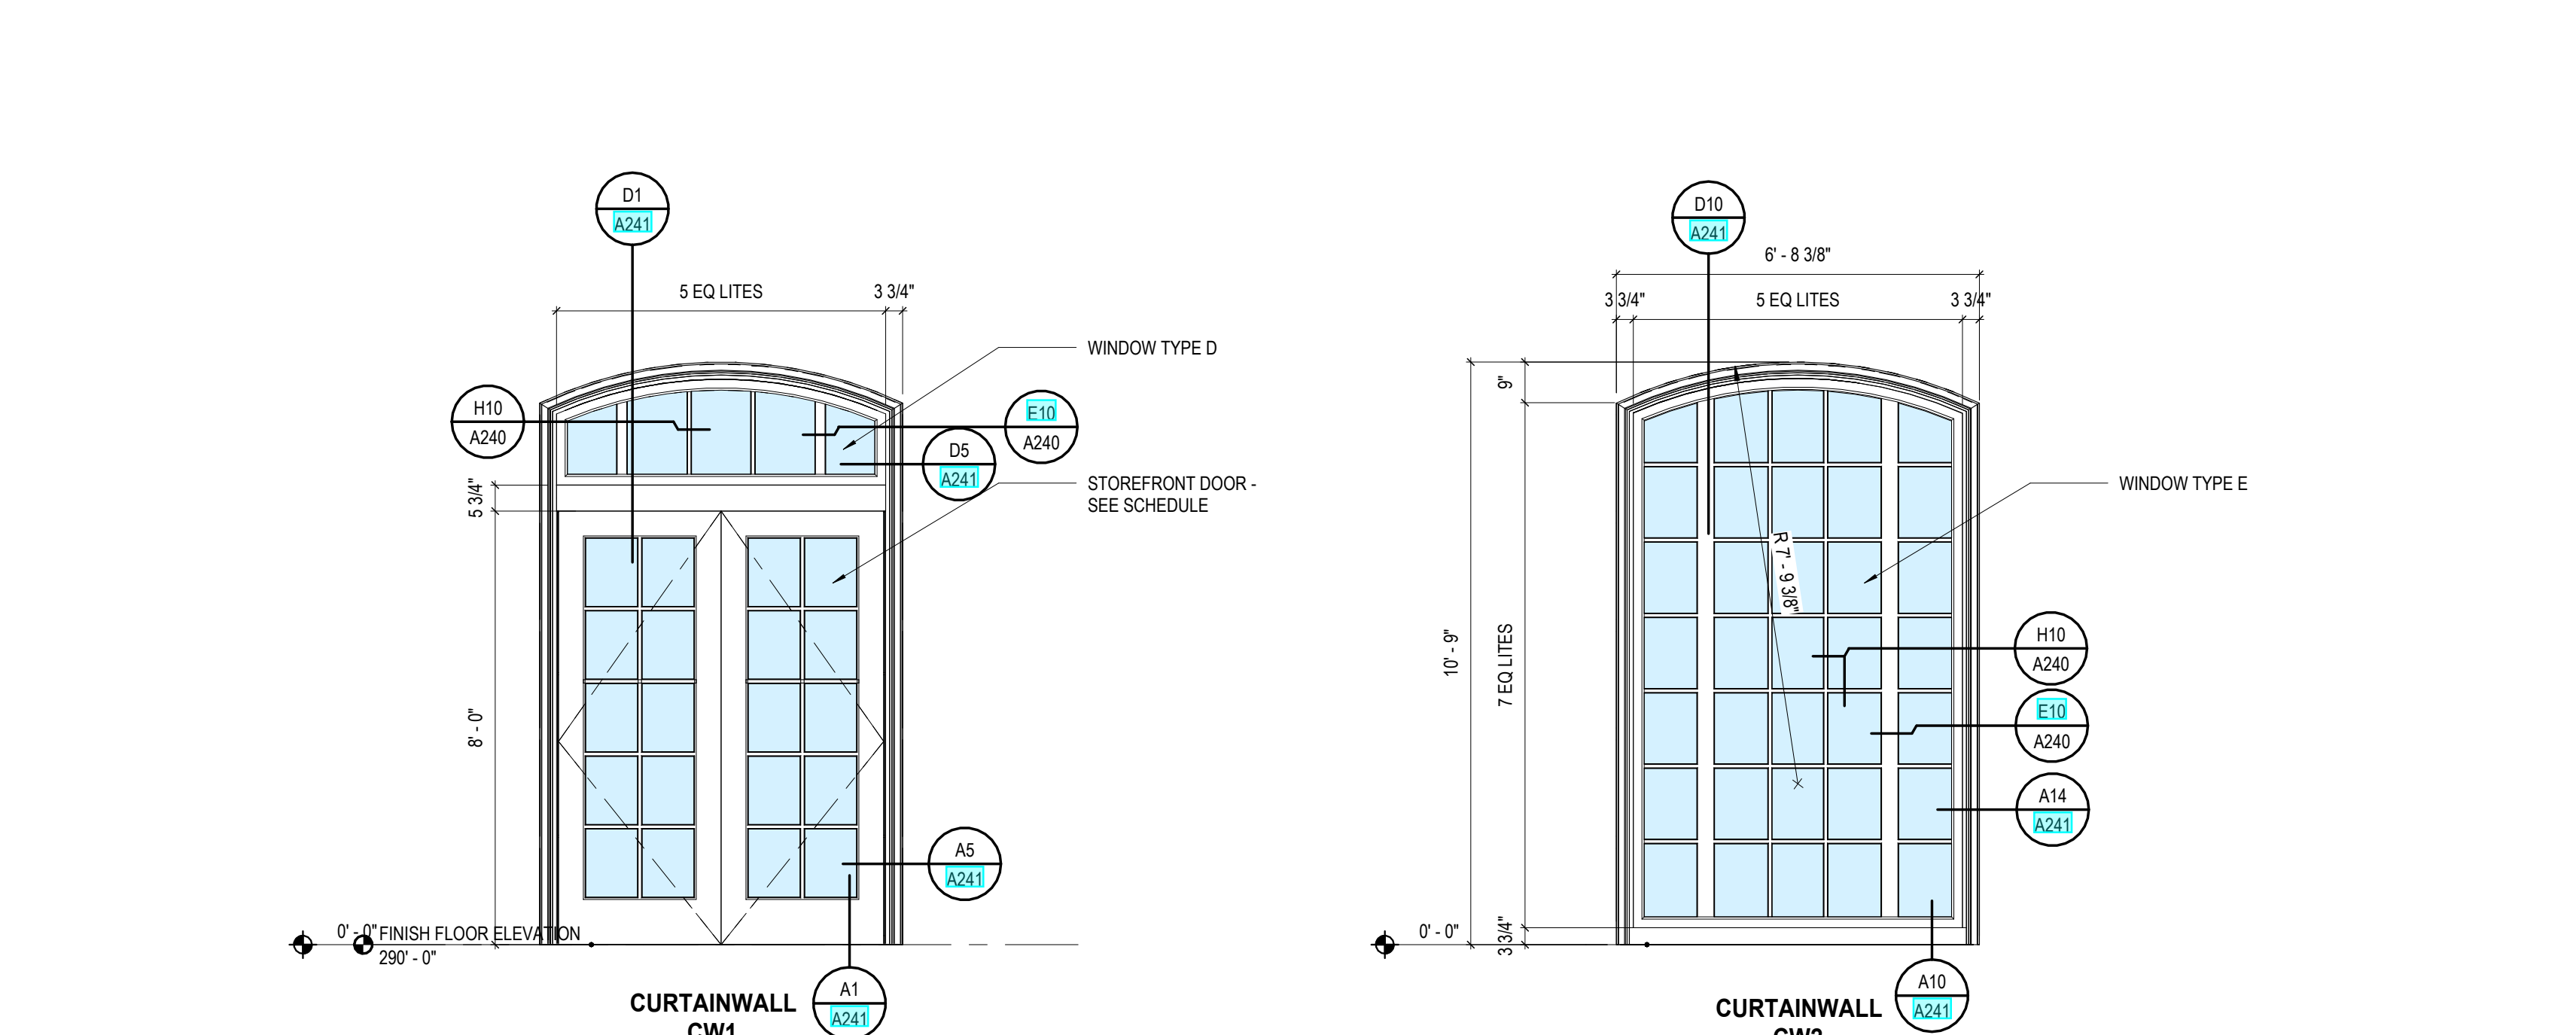 D1
A241
5 EQ LITES
3 3/4"
WINDOW TYPE D
H10
A240
E10
A240
D5
A241
STOREFRONT DOOR -
SEE SCHEDULE
5 3/4"
8' - 0"
A5
A241
0' - 0"
FINISH FLOOR ELEVATION
290' - 0"
A1
A241
CURTAINWALL
CW1
D10
A241
6' - 8 3/8"
3 3/4"
5 EQ LITES
3 3/4"
9"
WINDOW TYPE E
R 7' - 9 3/8"
10' - 9"
7 EQ LITES
H10
A240
E10
A240
A14
A241
0' - 0"
3 3/4"
A10
A241
CURTAINWALL
CW2